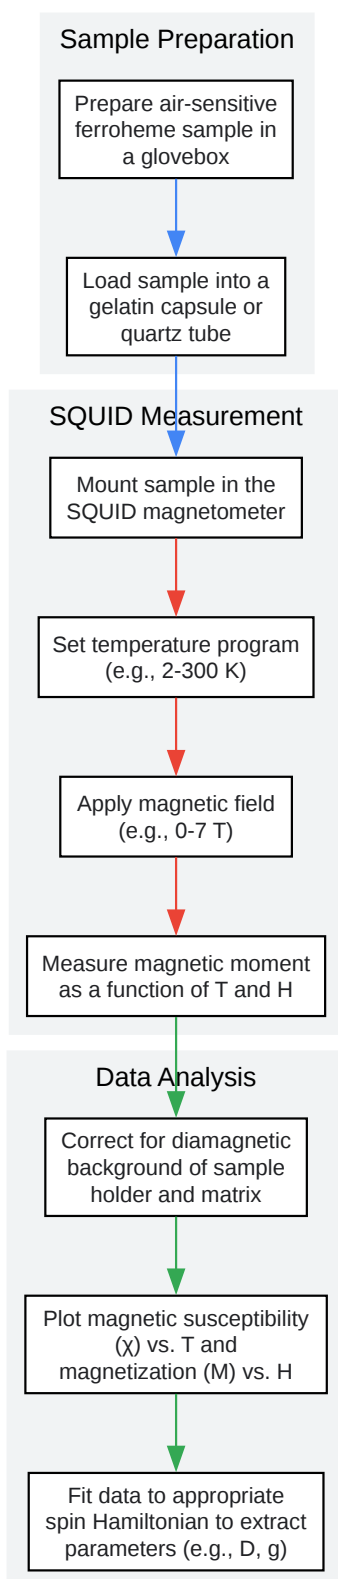 Sample Preparation
Prepare air-sensitive
ferroheme sample in
a glovebox
Load sample into a
gelatin capsule or
quartz tube
SQUID Measurement
Mount sample in the
SQUID magnetometer
Set temperature program
(e.g., 2-300 K)
Apply magnetic field
(e.g., 0-7 T)
Measure magnetic moment
as a function of T and H
Data Analysis
Correct for diamagnetic
background of sample
holder and matrix
Plot magnetic susceptibility
(χ) vs. T and
magnetization (M) vs. H
Fit data to appropriate
spin Hamiltonian to extract
parameters (e.g., D, g)